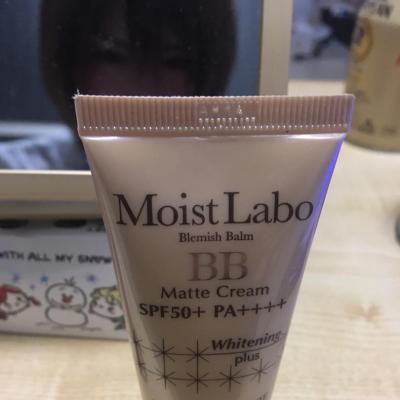 Moist Labo
Blemish Balm
BB
Matte Cream
SPF50+ PA++++
Whitening
plus
WITH ALL MY SNOW